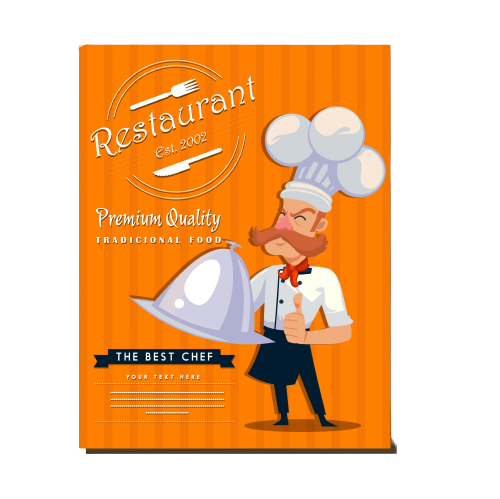 Restaurant
Est. 2002
Premium Quality
TRADICIONAL FOOD
THE BEST CHEF
YOUR TEXT HERE